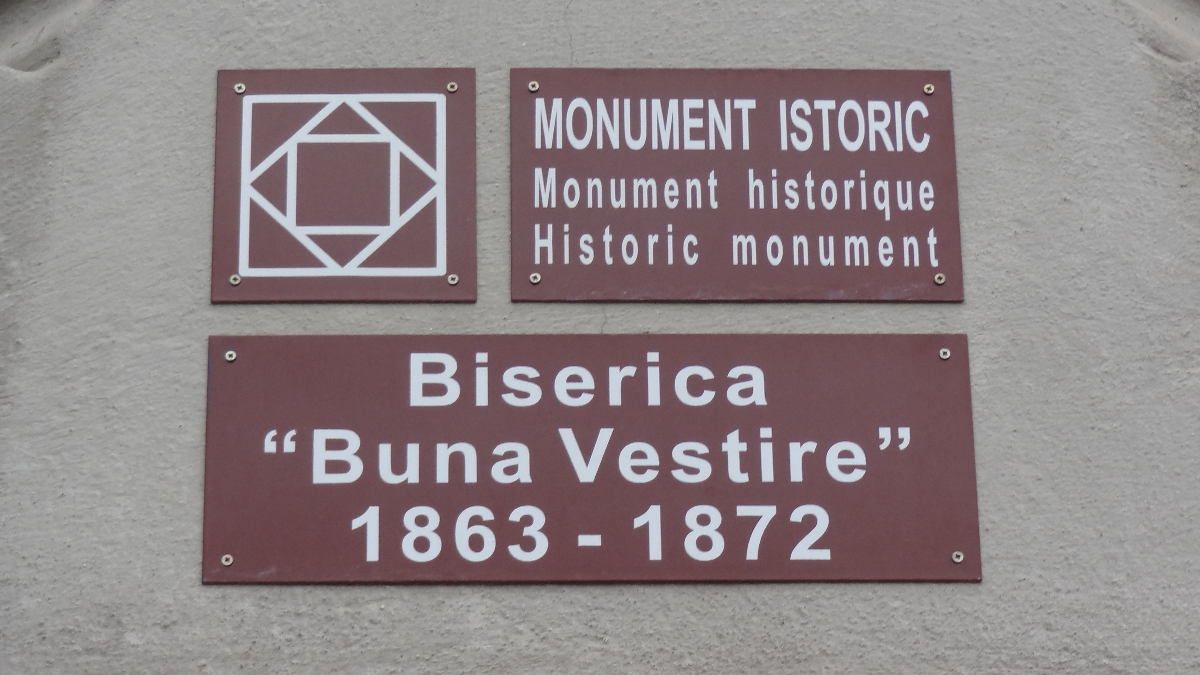 MONUMENT ISTORIC
Monument historique
Historic monument
Biserica
“Buna Vestire”
1863 - 1872